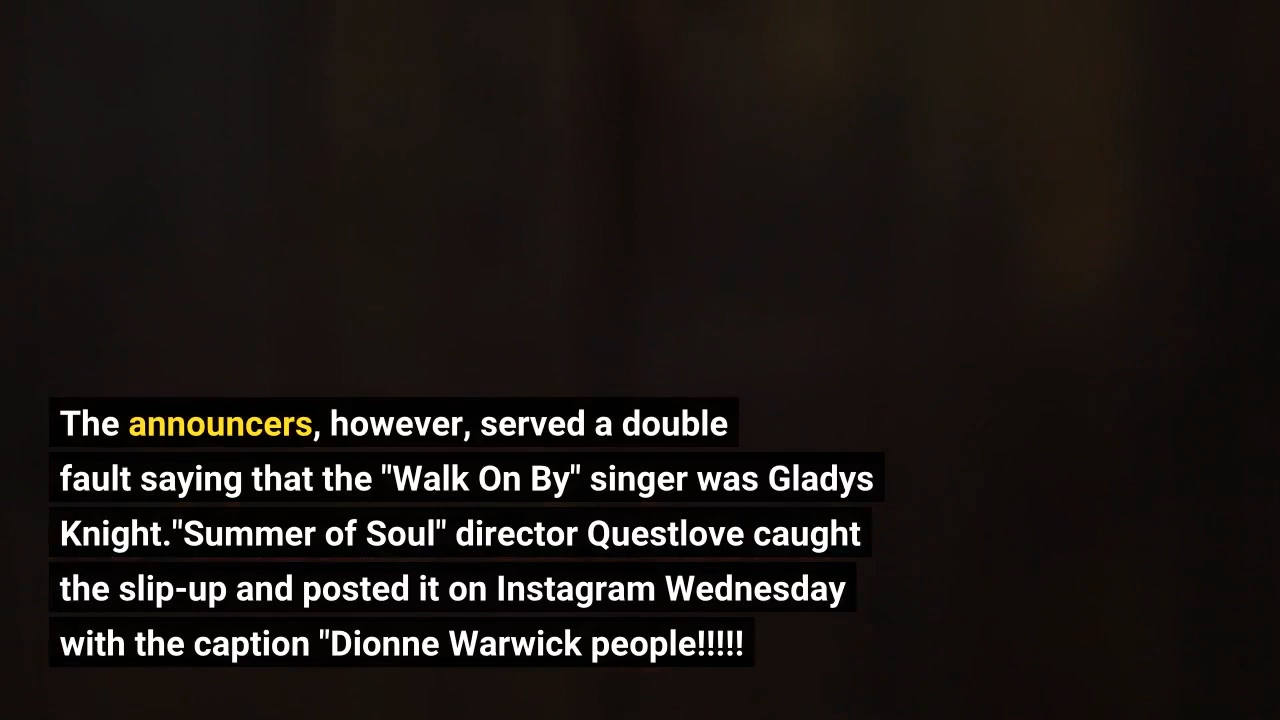 The announcers, however, served a double
fault saying that the "Walk On By" singer was Gladys
Knight."Summer of Soul" director Questlove caught
the slip-up and posted it on Instagram Wednesday
with the caption "Dionne Warwick people!!!!!